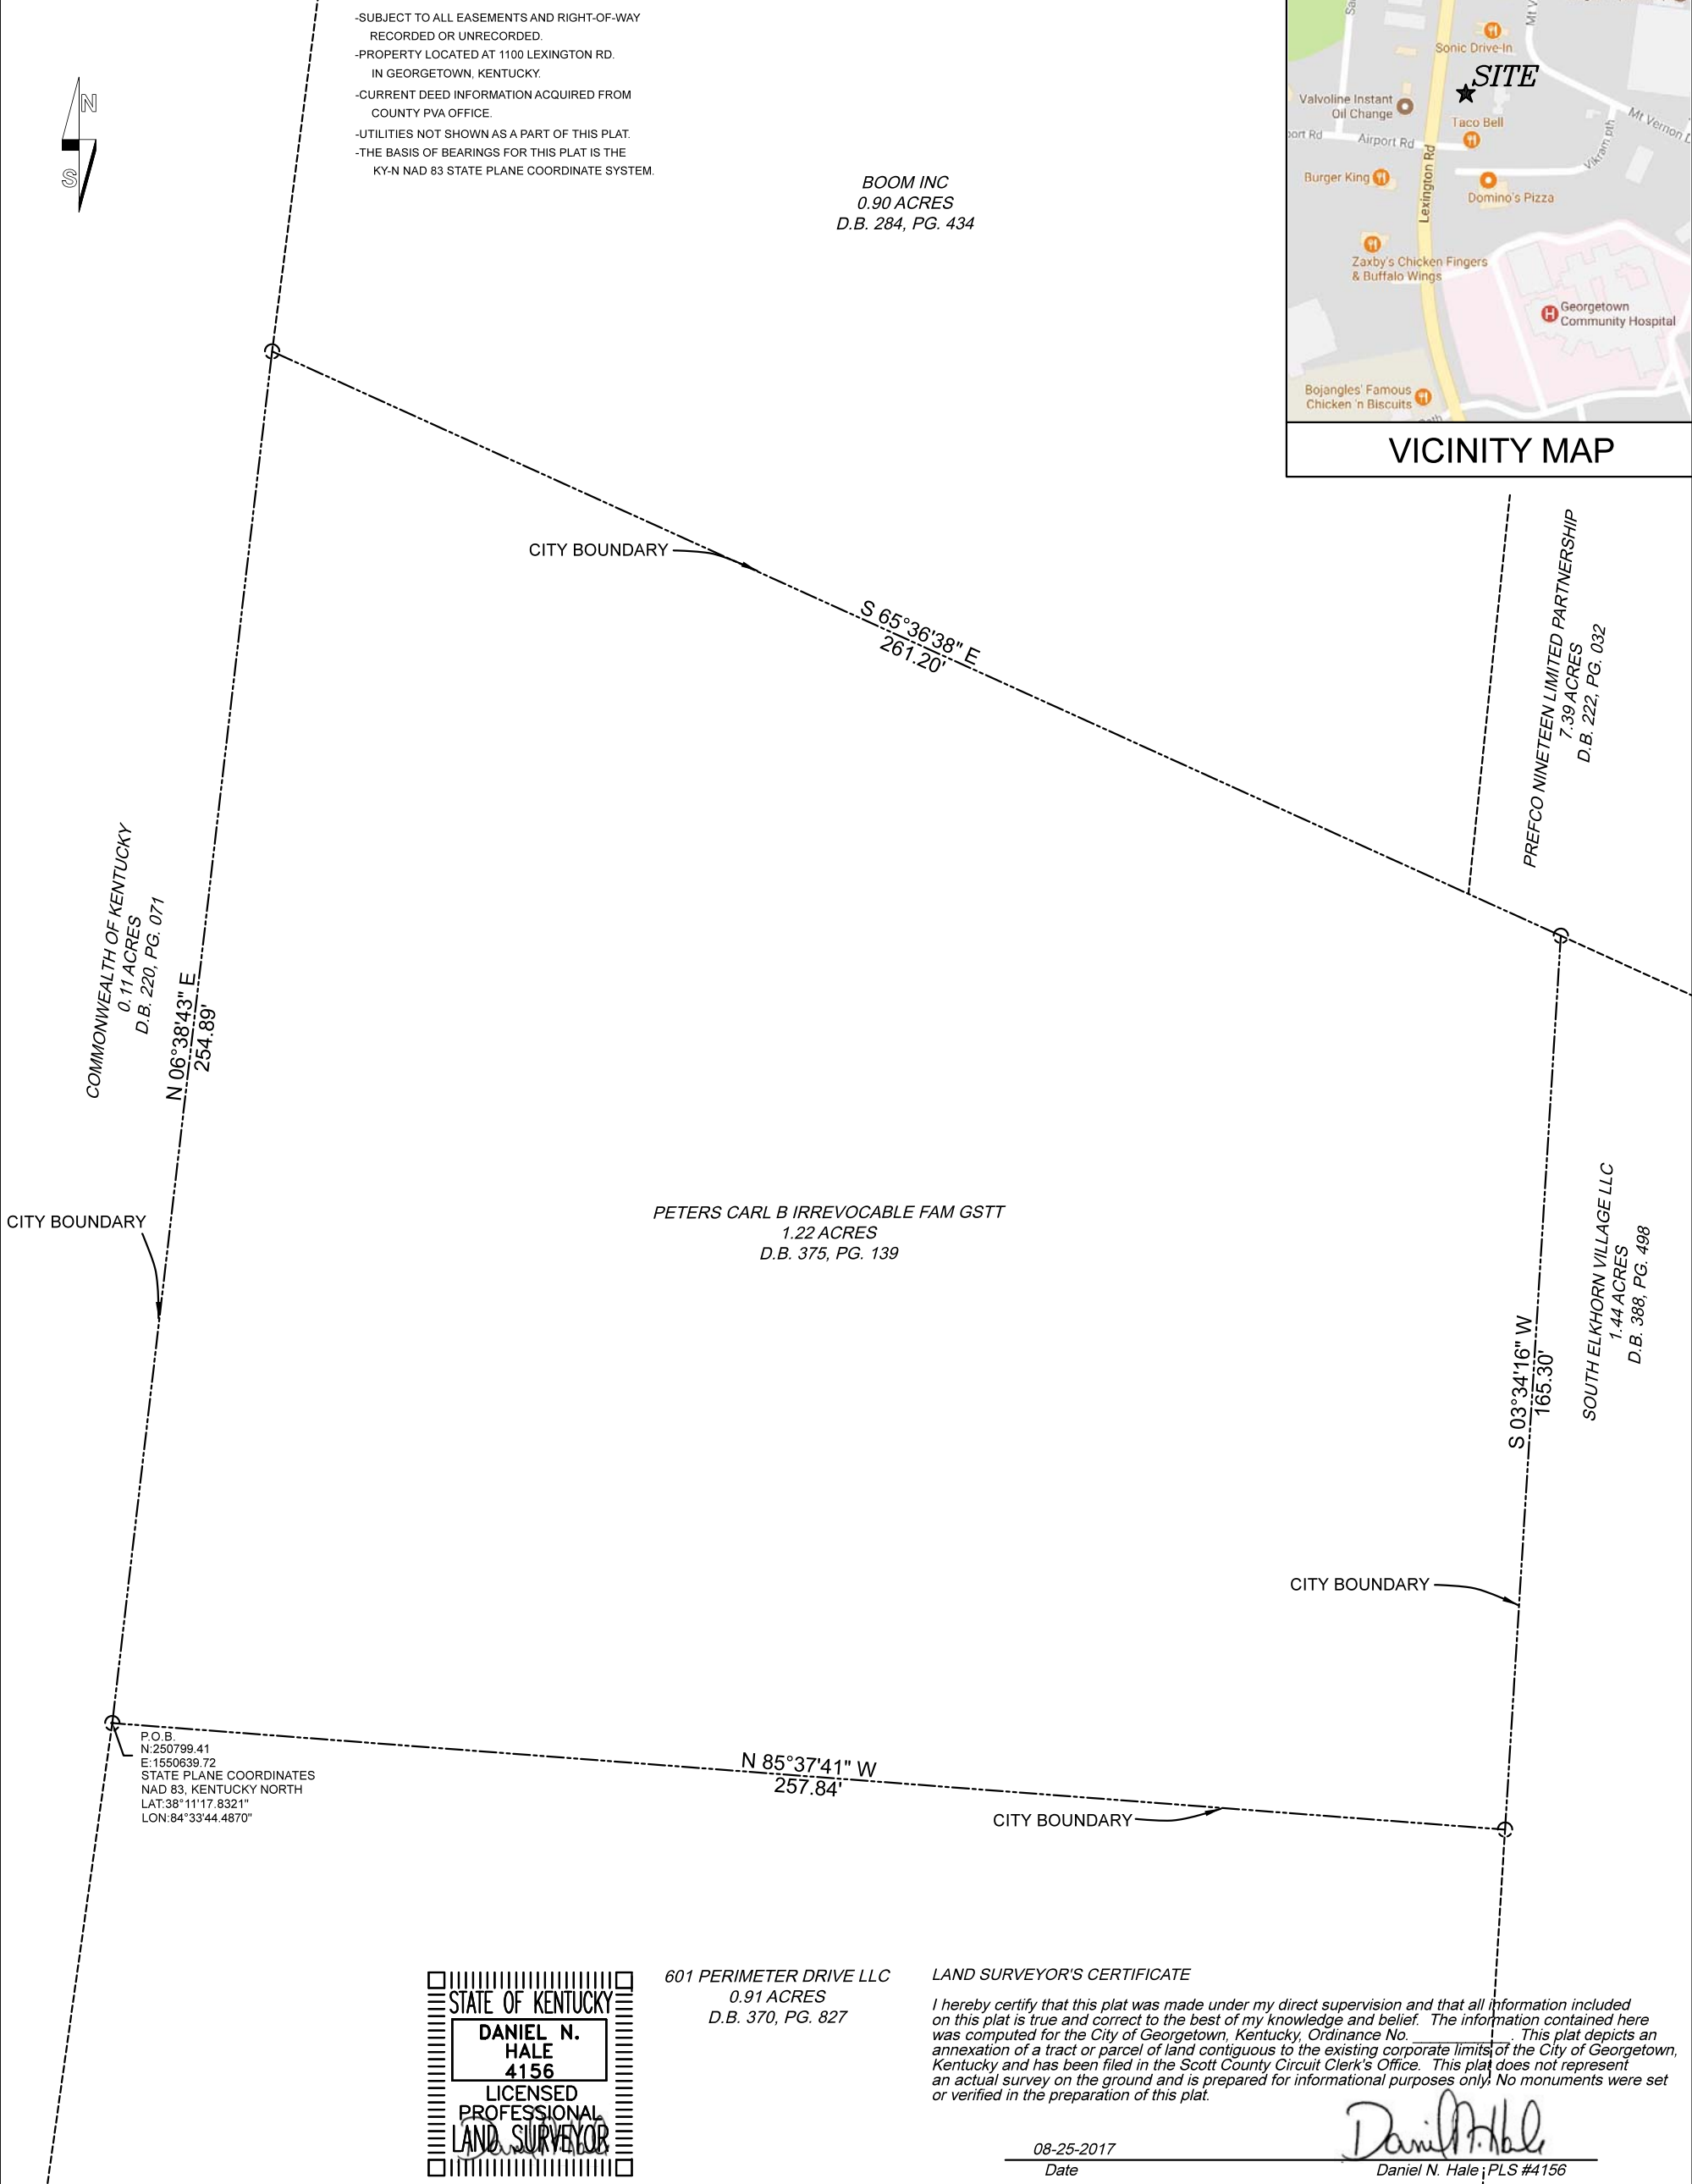 -SUBJECT TO ALL EASEMENTS AND RIGHT-OF-WAY
RECORDED OR UNRECORDED.
-PROPERTY LOCATED AT 1100 LEXINGTON RD.
IN GEORGETOWN, KENTUCKY.
-CURRENT DEED INFORMATION ACQUIRED FROM
COUNTY PVA OFFICE.
-UTILITIES NOT SHOWN AS A PART OF THIS PLAT.
-THE BASIS OF BEARINGS FOR THIS PLAT IS THE
KY-N NAD 83 STATE PLANE COORDINATE SYSTEM.
N
S
BOOM INC
0.90 ACRES
D.B. 284, PG. 434
Sonic Drive-In
SITE
Valvoline Instant
Oil Change
Taco Bell
Airport Rd
Mt Vernon
Vikram pth
Burger King
Lexington Rd
Domino's Pizza
Zaxby's Chicken Fingers
& Buffalo Wings
Georgetown
Community Hospital
H
Bojangles' Famous
Chicken 'n Biscuits
VICINITY MAP
CITY BOUNDARY
S 65°36'38" E
261.20'
PREFCO NINETEEN LIMITED PARTNERSHIP
7.39 ACRES
D.B. 222, PG. 032
COMMONWEALTH OF KENTUCKY
0.11 ACRES
D.B. 220, PG. 071
N 06°38'43" E
254.89'
CITY BOUNDARY
PETERS CARL B IRREVOCABLE FAM GSTT
1.22 ACRES
D.B. 375, PG. 139
SOUTH ELKHORN VILLAGE LLC
1.44 ACRES
D.B. 388, PG. 498
S 03°34'16" W
165.30'
CITY BOUNDARY
P.O.B.
N:250799.41
E:1550639.72
STATE PLANE COORDINATES
NAD 83, KENTUCKY NORTH
LAT:38°11'17.8321"
LON:84°33'44.4870"
N 85°37'41" W
257.84'
CITY BOUNDARY
STATE OF KENTUCKY
DANIEL N.
HALE
4156
LICENSED
PROFESSIONAL
LAND SURVEYOR
601 PERIMETER DRIVE LLC
0.91 ACRES
D.B. 370, PG. 827
LAND SURVEYOR'S CERTIFICATE
I hereby certify that this plat was made under my direct supervision and that all information included
on this plat is true and correct to the best of my knowledge and belief. The information contained here
was computed for the City of Georgetown, Kentucky, Ordinance No. ____________. This plat depicts an
annexation of a tract or parcel of land contiguous to the existing corporate limits of the City of Georgetown,
Kentucky and has been filed in the Scott County Circuit Clerk's Office. This plat does not represent
an actual survey on the ground and is prepared for informational purposes only. No monuments were set
or verified in the preparation of this plat.
Daniel N. Hale
08-25-2017
Date
Daniel N. Hale, PLS #4156